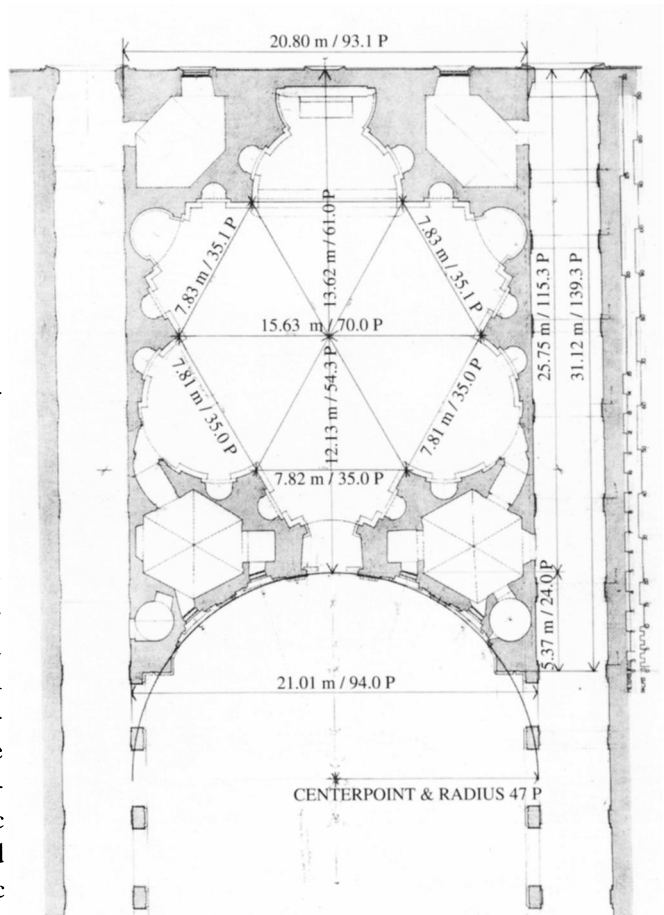 20.80 m / 93.1 P
13.62 m / 61.0 P
7.83 m / 35.1 P
7.83 m / 35.1 P
25.75 m / 115.3 P
31.12 m / 139.3 P
15.63 m / 70.0 P
12.13 m / 54.3 P
7.81 m / 35.0 P
7.81 m / 35.0 P
7.82 m / 35.0 P
5.37 m / 24.0 P
21.01 m / 94.0 P
CENTERPOINT & RADIUS 47 P